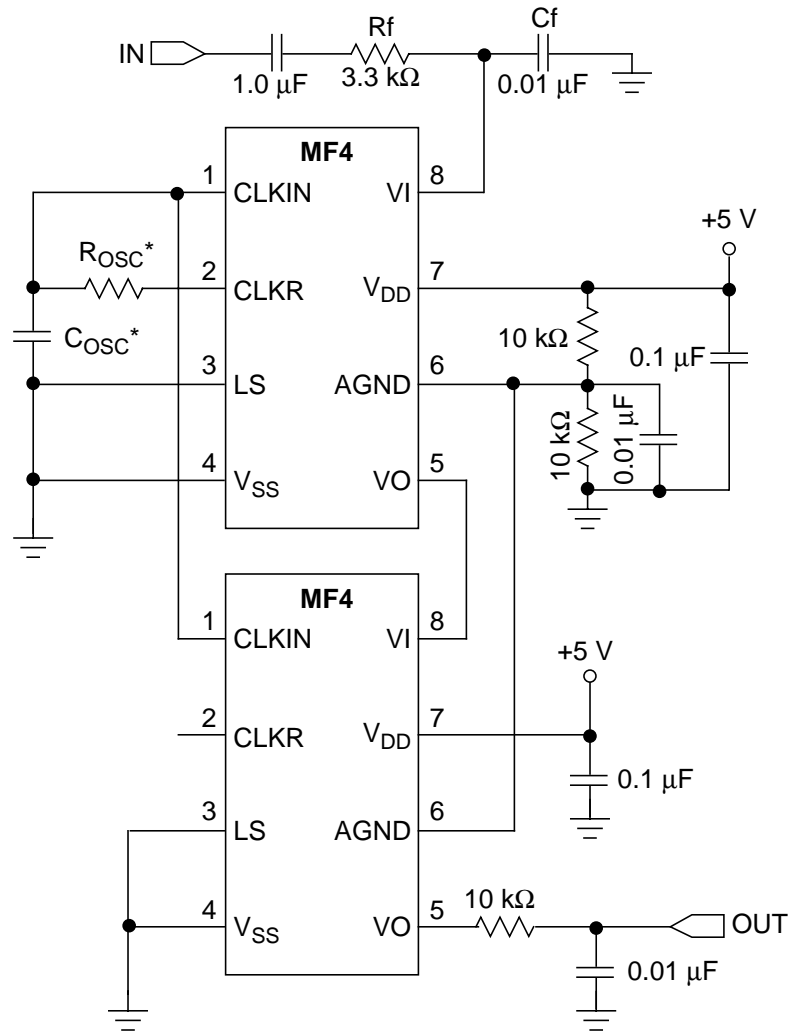 Rf
Cf
IN
1.0 μF
3.3 kΩ
0.01 μF
MF4
1
CLKIN
VI
8
+5 V
ROSC*
2
CLKR
VDD
7
10 kΩ
0.1 μF
COSC*
3
LS
AGND
6
10 kΩ
0.01 μF
4
VSS
VO
5
MF4
1
CLKIN
VI
8
+5 V
2
CLKR
VDD
7
0.1 μF
3
LS
AGND
6
10 kΩ
4
VSS
VO
5
OUT
0.01 μF